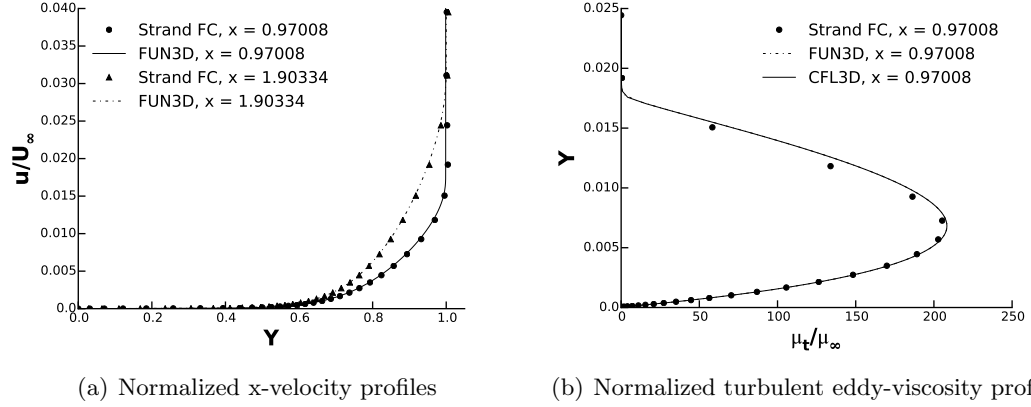 0.040
0.035
0.030
0.025
0.020
0.015
0.010
0.005
0.0
u/U∞
Strand FC, x = 0.97008
FUN3D, x = 0.97008
Strand FC, x = 1.90334
FUN3D, x = 1.90334
0.0 0.2 0.4 0.6 0.8 1.0
Y
(a) Normalized x-velocity profiles
0.025
0.020
0.015
0.010
0.005
0.0
Y
Strand FC, x = 0.97008
FUN3D, x = 0.97008
CFL3D, x = 0.97008
0 50 100 150 200 250
μt/μ∞
(b) Normalized turbulent eddy-viscosity prof